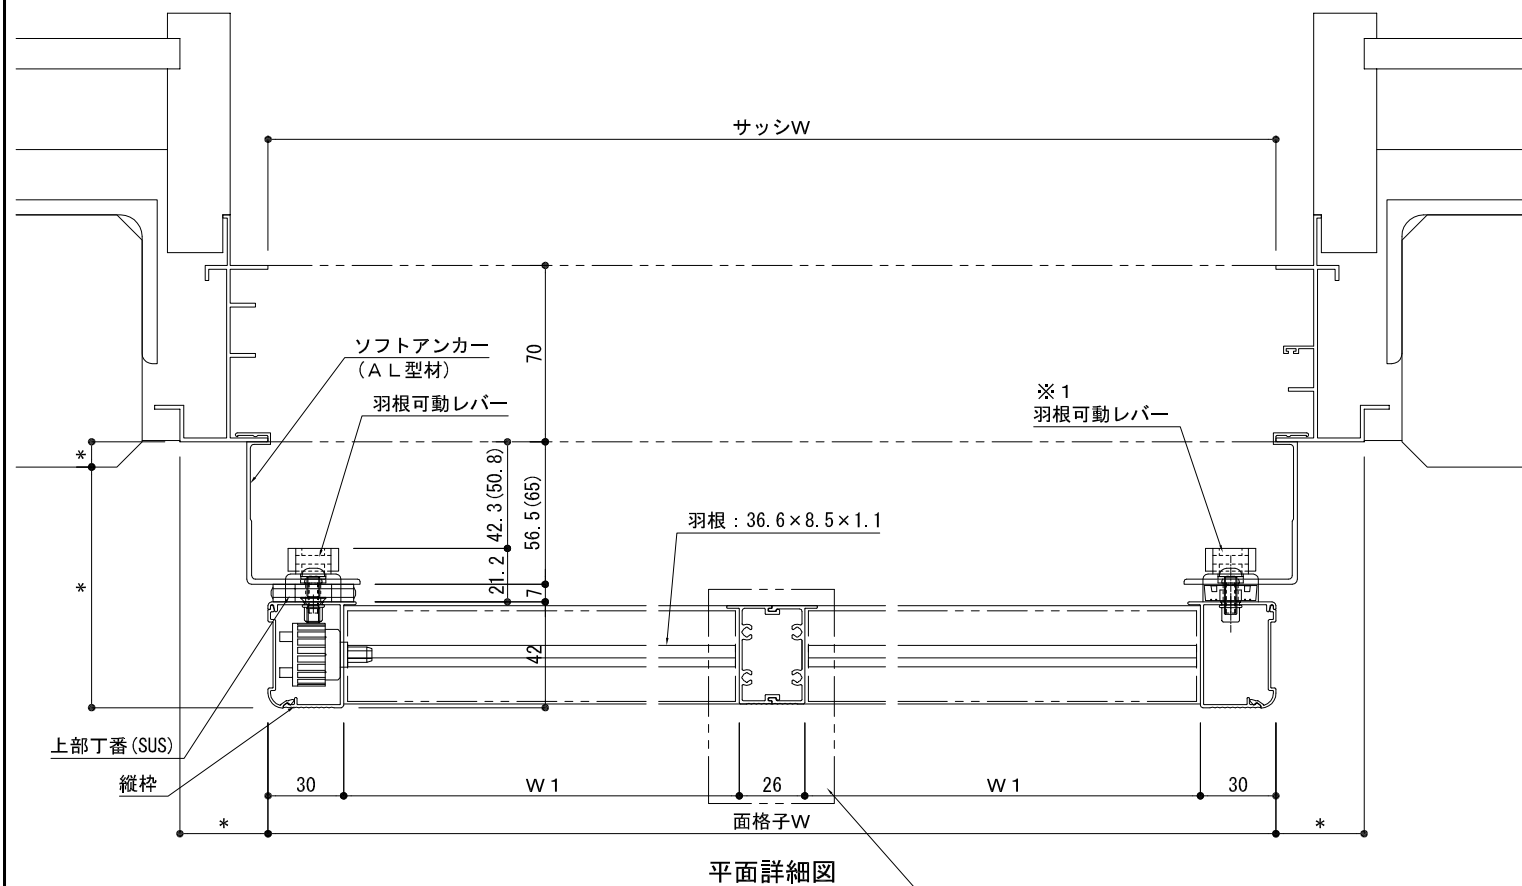 サッシW
ソフトアンカー
(AL型材)
羽根可動レバー
70
※1
羽根可動レバー
*
42.3(50.8)
56.5(65)
羽根：36.6×8.5×1.1
*
21.2
7
42
上部丁番(SUS)
縦枠
30
W1
26
W1
30
*
面格子W
*
平面詳細図